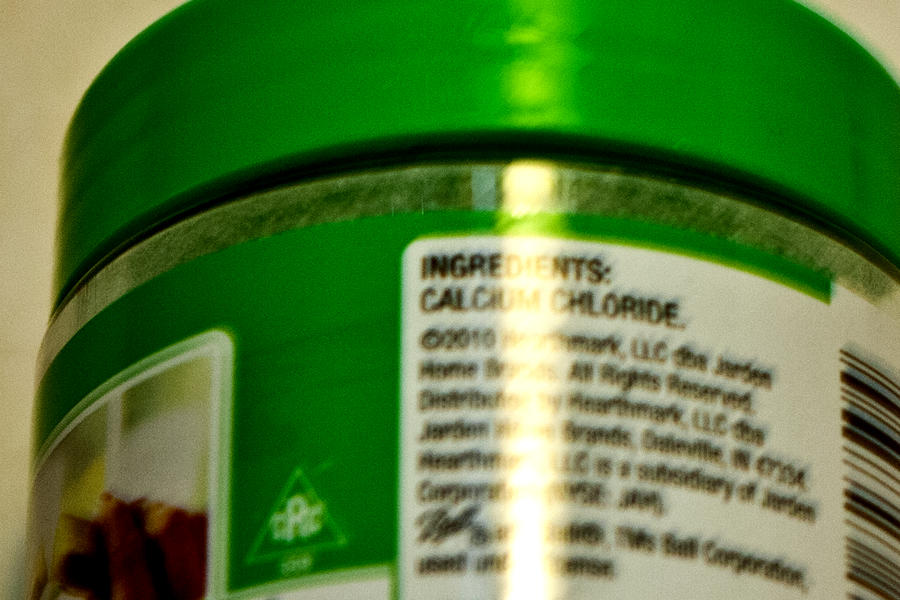 INGREDIENTS:
CALCIUM CHLORIDE.
©2010 Hearthmark, LLC dba Jarden
Home Brands. All Rights Reserved.
Distributed by Hearthmark, LLC dba
Jarden Home Brands, Daleville, IN 47334.
Hearthmark, LLC is a subsidiary of Jarden
Corporation (NYSE: JAH).
Ball Ball Corporation,
used under license.
cRc